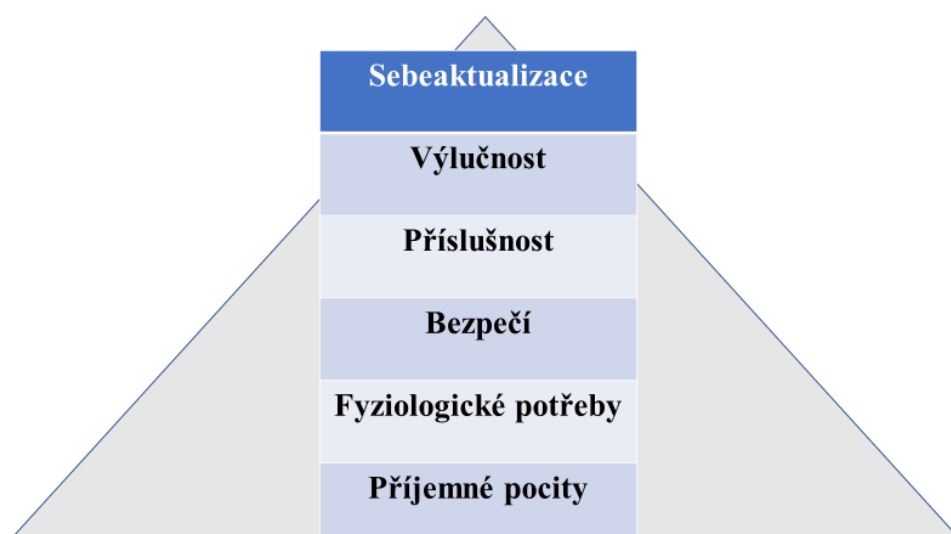 Sebeaktualizace
Výlučnost
Příslušnost
Bezpečí
Fyziologické potřeby
Příjemné pocity